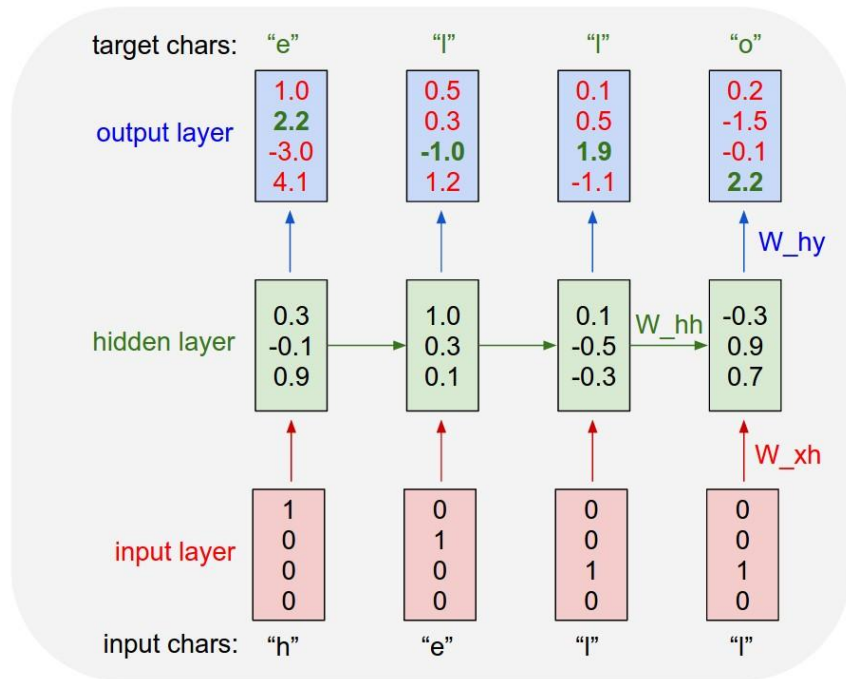 target chars: “e” “l” “l” “o”
output layer
1.0 0.5 0.1 0.2
2.2 0.3 0.5 -1.5
-3.0 -1.0 1.9 -0.1
4.1 1.2 -1.1 2.2
W_hy
hidden layer
0.3 1.0 0.1 -0.3
-0.1 0.3 -0.5 0.9
0.9 0.1 -0.3 0.7
W_hh
W_xh
input layer
1 0 0 0
0 1 0 0
0 0 1 1
0 0 0 0
input chars: “h” “e” “l” “l”